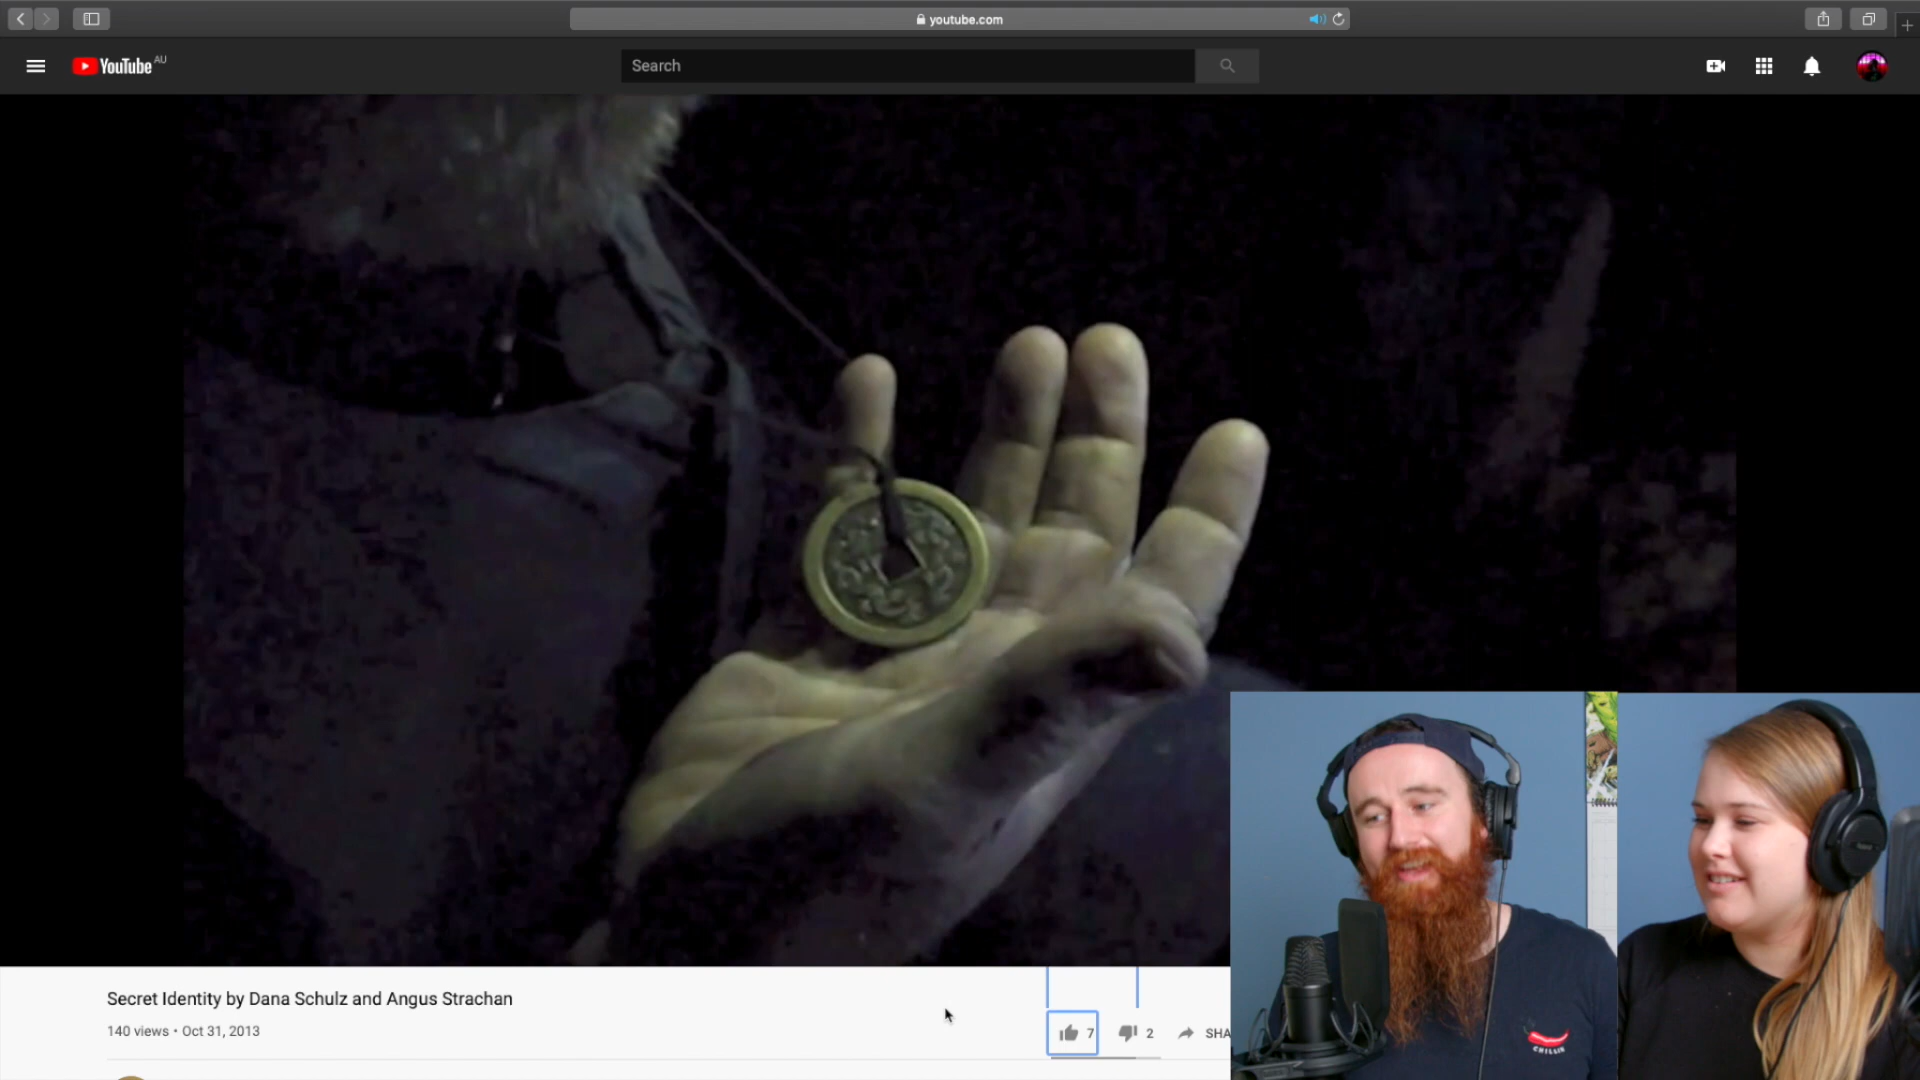 youtube.com
YouTube AU
Search
Secret Identity by Dana Schulz and Angus Strachan
140 views • Oct 31, 2013
7
2
SHA
CHILLIE